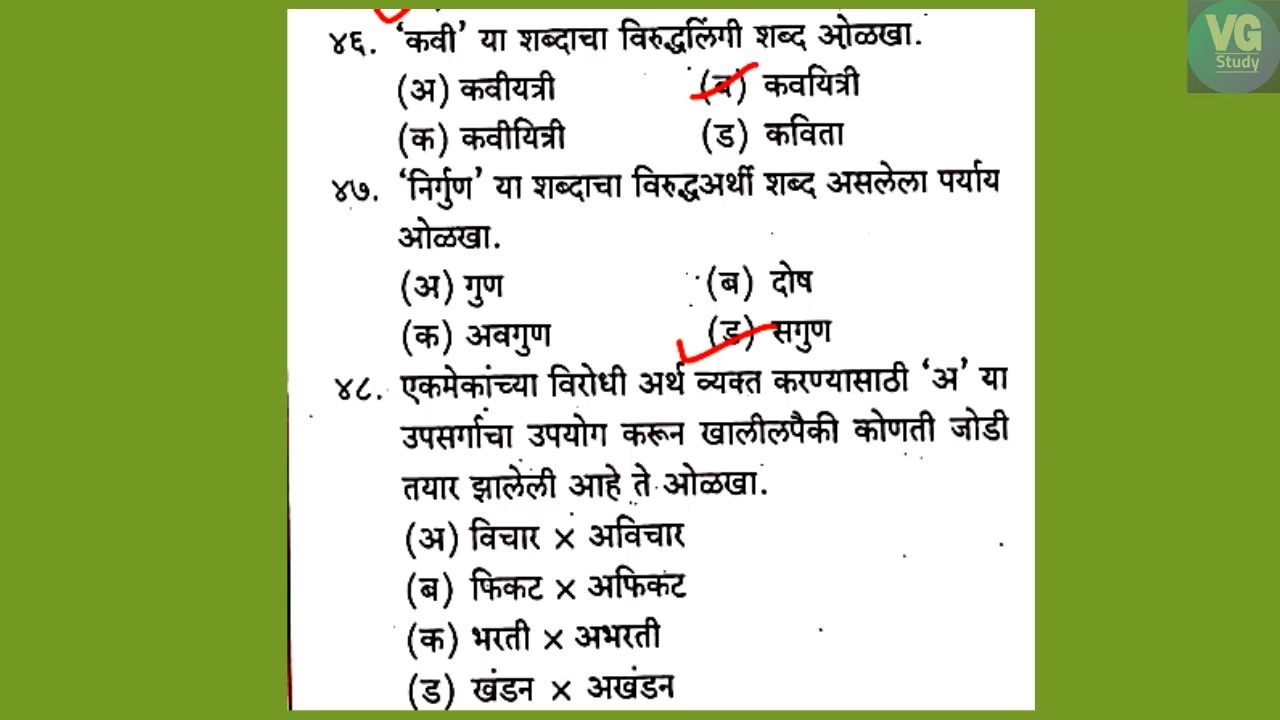 VG
Study
४६. ‘कवी’ या शब्दाचा विरुद्धलिंगी शब्द ओळखा.
(अ) कवीयत्री (ब) कवयित्री
(क) कवीयित्री (ड) कविता
४७. ‘निर्गुण’ या शब्दाचा विरुद्धअर्थी शब्द असलेला पर्याय
ओळखा.
(अ) गुण (ब) दोष
(क) अवगुण (ड) सगुण
४८. एकमेकांच्या विरोधी अर्थ व्यक्त करण्यासाठी ‘अ’ या
उपसर्गाचा उपयोग करून खालीलपैकी कोणती जोडी
तयार झालेली आहे ते ओळखा.
(अ) विचार × अविचार
(ब) फिकट × अफिकट
(क) भरती × अभरती
(ड) खंडन × अखंडन